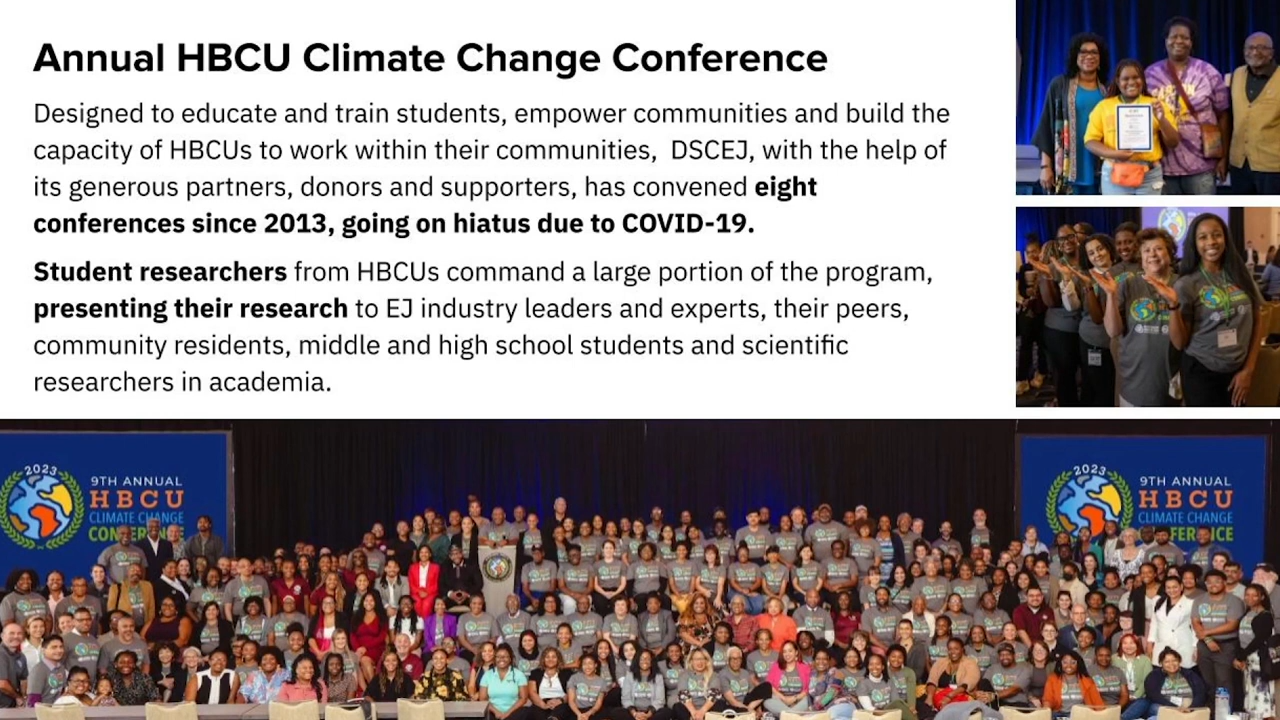 Annual HBCU Climate Change Conference
Designed to educate and train students, empower communities and build the
capacity of HBCUs to work within their communities,  DSCEJ, with the help of
its generous partners, donors and supporters, has convened eight
conferences since 2013, going on hiatus due to COVID-19.
Student researchers from HBCUs command a large portion of the program,
presenting their research to EJ industry leaders and experts, their peers,
community residents, middle and high school students and scientific
researchers in academia.
2023
9TH ANNUAL
HBCU
CLIMATE CHANGE
CONFERENCE
2023
9TH ANNUAL
HBCU
CLIMATE CHANGE
CONFERENCE